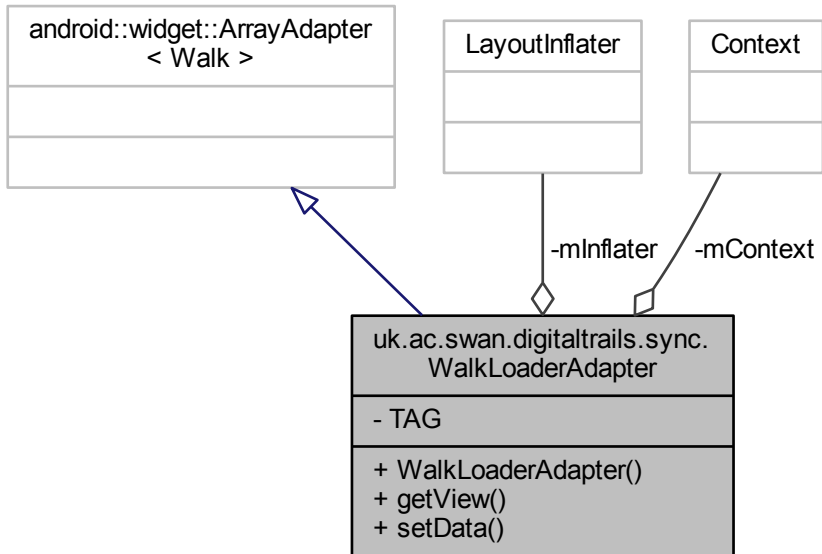 android::widget::ArrayAdapter
< Walk >
LayoutInflater
Context
-mInflater
-mContext
uk.ac.swan.digitaltrails.sync.
WalkLoaderAdapter
- TAG
+ WalkLoaderAdapter()
+ getView()
+ setData()